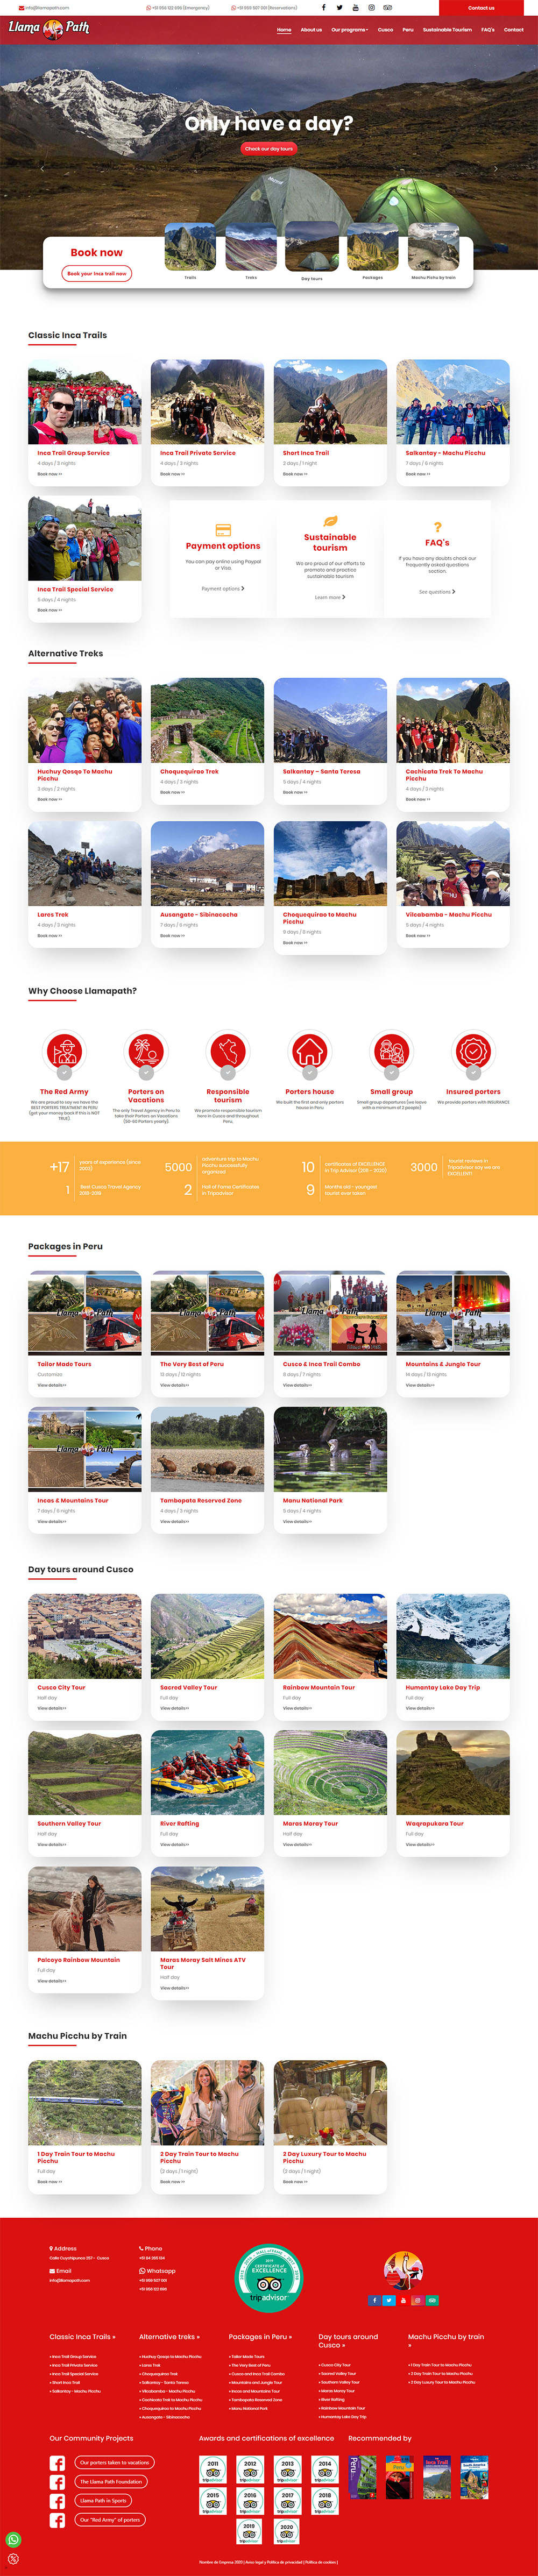 info@llamapath.com
+51 958 122 696 (Emergency)
+51 959 507 001 (Reservations)
Contact us
Llama Path
Home
About us
Our programs
Cusco
Peru
Sustainable Tourism
FAQ's
Contact
Only have a day?
Check our day tours
Book now
Book your Inca trail now
Trails
Treks
Day tours
Packages
Machu Pichu by train
Classic Inca Trails
Inca Trail Group Service
4 days / 3 nights
Book now >>
Inca Trail Private Service
4 days / 3 nights
Book now >>
Short Inca Trail
2 days / 1 night
Book now >>
Salkantay - Machu Picchu
7 days / 6 nights
Book now >>
Inca Trail Special Service
5 days / 4 nights
Book now >>
Payment options
You can pay online using Paypal
or Visa.
Payment options
Sustainable
tourism
We are proud of our efforts to
promote and practice
sustainable tourism
Learn more
FAQ's
If you have any doubts check our
frequently asked questions
section.
See questions
Alternative Treks
Huchuy Qosqo To Machu
Picchu
3 days / 2 nights
Book now >>
Choquequirao Trek
4 days / 3 nights
Book now >>
Salkantay – Santa Teresa
5 days / 4 nights
Book now >>
Cachicata Trek To Machu
Picchu
4 days / 3 nights
Book now >>
Lares Trek
4 days / 3 nights
Book now >>
Ausangate - Sibinacocha
7 days / 6 nights
Book now >>
Choquequirao to Machu
Picchu
9 days / 8 nights
Book now >>
Vilcabamba - Machu Picchu
5 days / 4 nights
Book now >>
Why Choose Llamapath?
The Red Army
We are proud to say we have the
BEST PORTERS TREATMENT IN PERU
(get your money back if this is NOT
TRUE)
Porters on
Vacations
The only Travel Agency in Peru to
take their Porters on Vacations
(50-80 Porters yearly)
Responsible
tourism
We promote responsible tourism
here in Cusco and throughout
Peru.
Porters house
We built the first and only porters
house in Peru
Small group
Small group departures (we leave
with a minimum of 2 people)
Insured porters
We provide porters with INSURANCE
+17
years of experience (since
2003)
5000
adventure trip to Machu
Picchu successfully
organised
10
certificates of EXCELLENCE
in Trip Advisor (2011 - 2020)
3000
tourist reviews in
Tripadvisor say we are
EXCELLENT!
1
Best Cusco Travel Agency
2018-2019
2
Hall of Fame Certification
in Tripadvisor
9
Months old - youngest
tourist ever taken
Packages in Peru
Tailor Made Tours
Customize
View details>>
The Very Best of Peru
13 days / 12 nights
View details>>
Cusco & Inca Trail Combo
8 days / 7 nights
View details>>
Mountains & Jungle Tour
14 days / 13 nights
View details>>
Incas & Mountains Tour
7 days / 6 nights
View details>>
Tambopata Reserved Zone
4 days / 3 nights
View details>>
Manu National Park
5 days / 4 nights
View details>>
Day tours around Cusco
Cusco City Tour
Half day
View details>>
Sacred Valley Tour
Full day
View details>>
Rainbow Mountain Tour
Full day
View details>>
Humantay Lake Day Trip
Full day
View details>>
Southern Valley Tour
Half day
View details>>
River Rafting
Full day
View details>>
Maras Moray Tour
Half day
View details>>
Waqrapukara Tour
Full day
View details>>
Palcoyo Rainbow Mountain
Full day
View details>>
Maras Moray Salt Mines ATV
Tour
Half day
View details>>
Machu Picchu by Train
1 Day Train Tour to Machu
Picchu
Full day
Book now >>
2 Day Train Tour to Machu
Picchu
(2 days / 1 night)
Book now >>
2 Day Luxury Tour to Machu
Picchu
(2 days / 1 night)
Book now >>
Address
Calle Cuychipunco 257 - Cusco
Phone
+51 84 265 134
Email
info@llamapath.com
Whatsapp
+51 959 507 001
+51 958 122 696
2019
CERTIFICATE of
EXCELLENCE
tripadvisor
Classic Inca Trails »
Inca Trail Group Service
Inca Trail Private Service
Inca Trail Special Service
Short Inca Trail
Salkantay - Machu Picchu
Alternative treks »
Huchuy Qosqo to Machu Picchu
Lares Trek
Choquequirao Trail
Salkantay - Santa Teresa
Vilcabamba - Machu Picchu
Cachicata Trek to Machu Picchu
Choquequirao to Machu Picchu
Ausangate - Sibinacocha
Packages in Peru »
Tailor Made Tours
The Very Best of Peru
Cusco and Inca Trail Combo
Mountains and Jungle Tour
Incas and Mountains Tour
Tambopata Reserved Zone
Manu National Park
Day tours around
Cusco »
Cusco City Tour
Sacred Valley Tour
Southern Valley Tour
Maras Moray Tour
River Rafting
Rainbow Mountain Tour
Humantay Lake Day Trip
Machu Picchu by train
»
1 Day Train Tour to Machu Picchu
2 Day Train Tour to Machu Picchu
2 Day Luxury Tour to Machu Picchu
Our Community Projects
Our porters taken to vacations
The Llama Path Foundation
Llama Path in Sports
Our "Red Army" of porters
Awards and certifications of excellence
2011
2012
2013
2014
2015
2016
2017
2018
2019
2020
Recommended by
Peru
Peru
Inca Trail
South America
Nombre de Empresa 2020 | Aviso legal y Política de privacidad | Política de cookies |